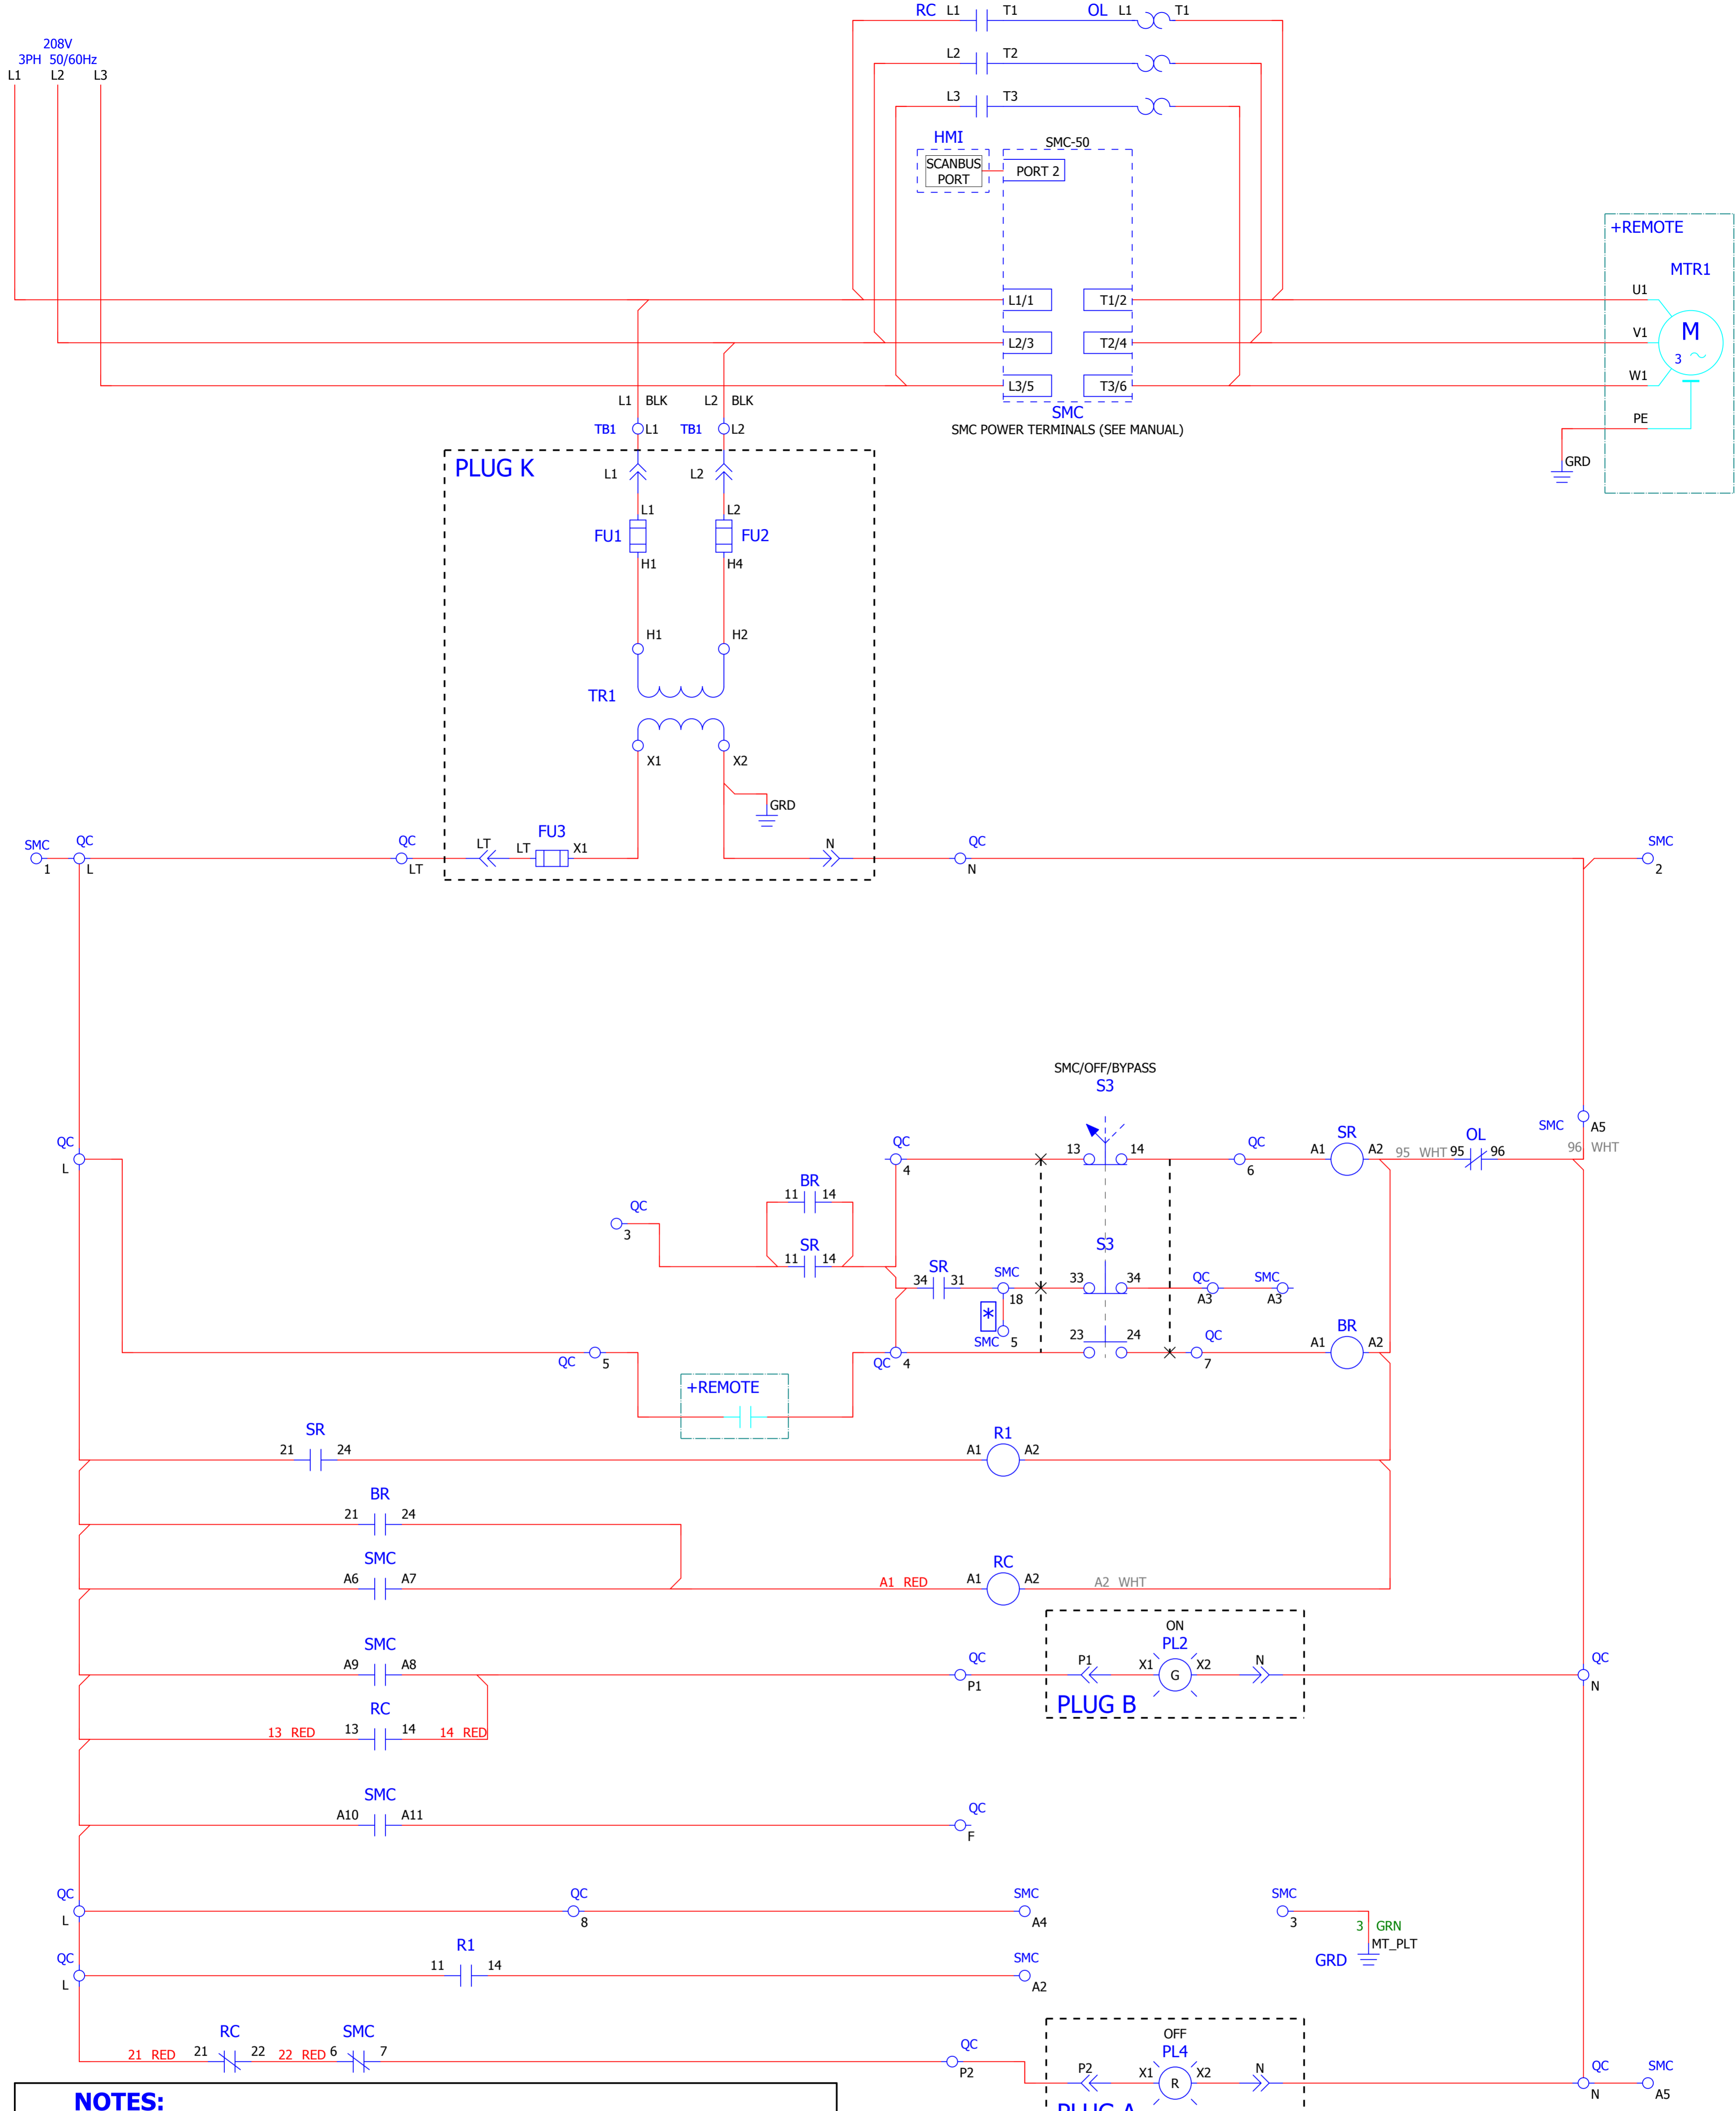 RC L1 T1 OL L1 T1
208V
3PH 50/60Hz
L1 L2 L3
L2 T2
L3 T3
HMI SMC-50
SCANBUS
PORT
PORT 2
+REMOTE
MTR1
L1/1 T1/2 U1
L2/3 T2/4 V1 M
3
L3/5 T3/6 W1
L1 BLK L2 BLK
SMC
TB1 L1 TB1 L2
SMC POWER TERMINALS (SEE MANUAL)
PE
GRD
PLUG K
L1 L2
L1 L2
FU1 FU2
H1 H4
H1 H2
TR1
X1 X2
GRD
SMC QC QC FU3 QC SMC
LT LT X1 N
1 L LT N 2
SMC/OFF/BYPASS
S3
SMC A5
QC QC 13 14 QC SR OL 96 WHT
L 4 6 A1 A2 95 WHT 95 96
BR
11 14
QC
3
SR S3
11 14
SR SMC QC SMC
34 31 33 34
18 A3 A3
*
SMC 5
23 24 QC BR
A1 A2
QC 5 QC 4 7
+REMOTE
SR R1
21 24 A1 A2
BR
21 24
SMC RC
A6 A7 A1 RED A1 A2 A2 WHT
ON
SMC PL2
A9 A8 QC P1 X1 X2 N QC
P1 G N
PLUG B
RC
13 RED 13 14 14 RED
SMC
A10 A11 QC
F
QC QC SMC SMC
L 8 A4 3
3 GRN
MT_PLT
GRD
QC R1 SMC
L 11 14 A2
RC SMC OFF
21 RED 21 22 22 RED 6 7 QC PL4
P2 P2 X1 X2 N QC SMC
R N A5
NOTES:
PLUG A